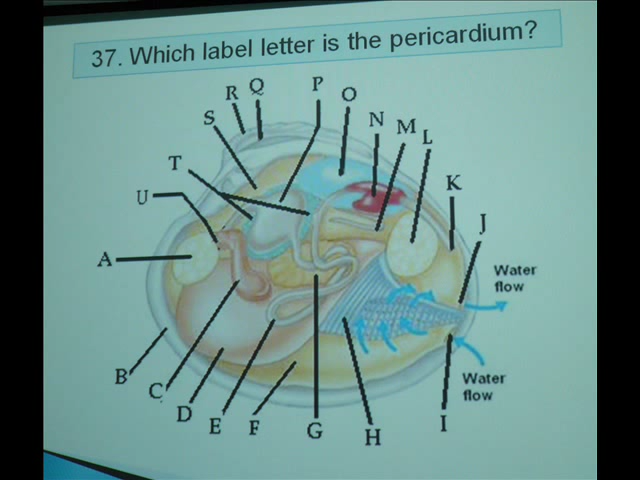 37. Which label letter is the pericardium?
P
Q
R
O
S
N
M
L
T
K
U
J
A
Water
flow
B
C
D
E
F
G
H
I
Water
flow